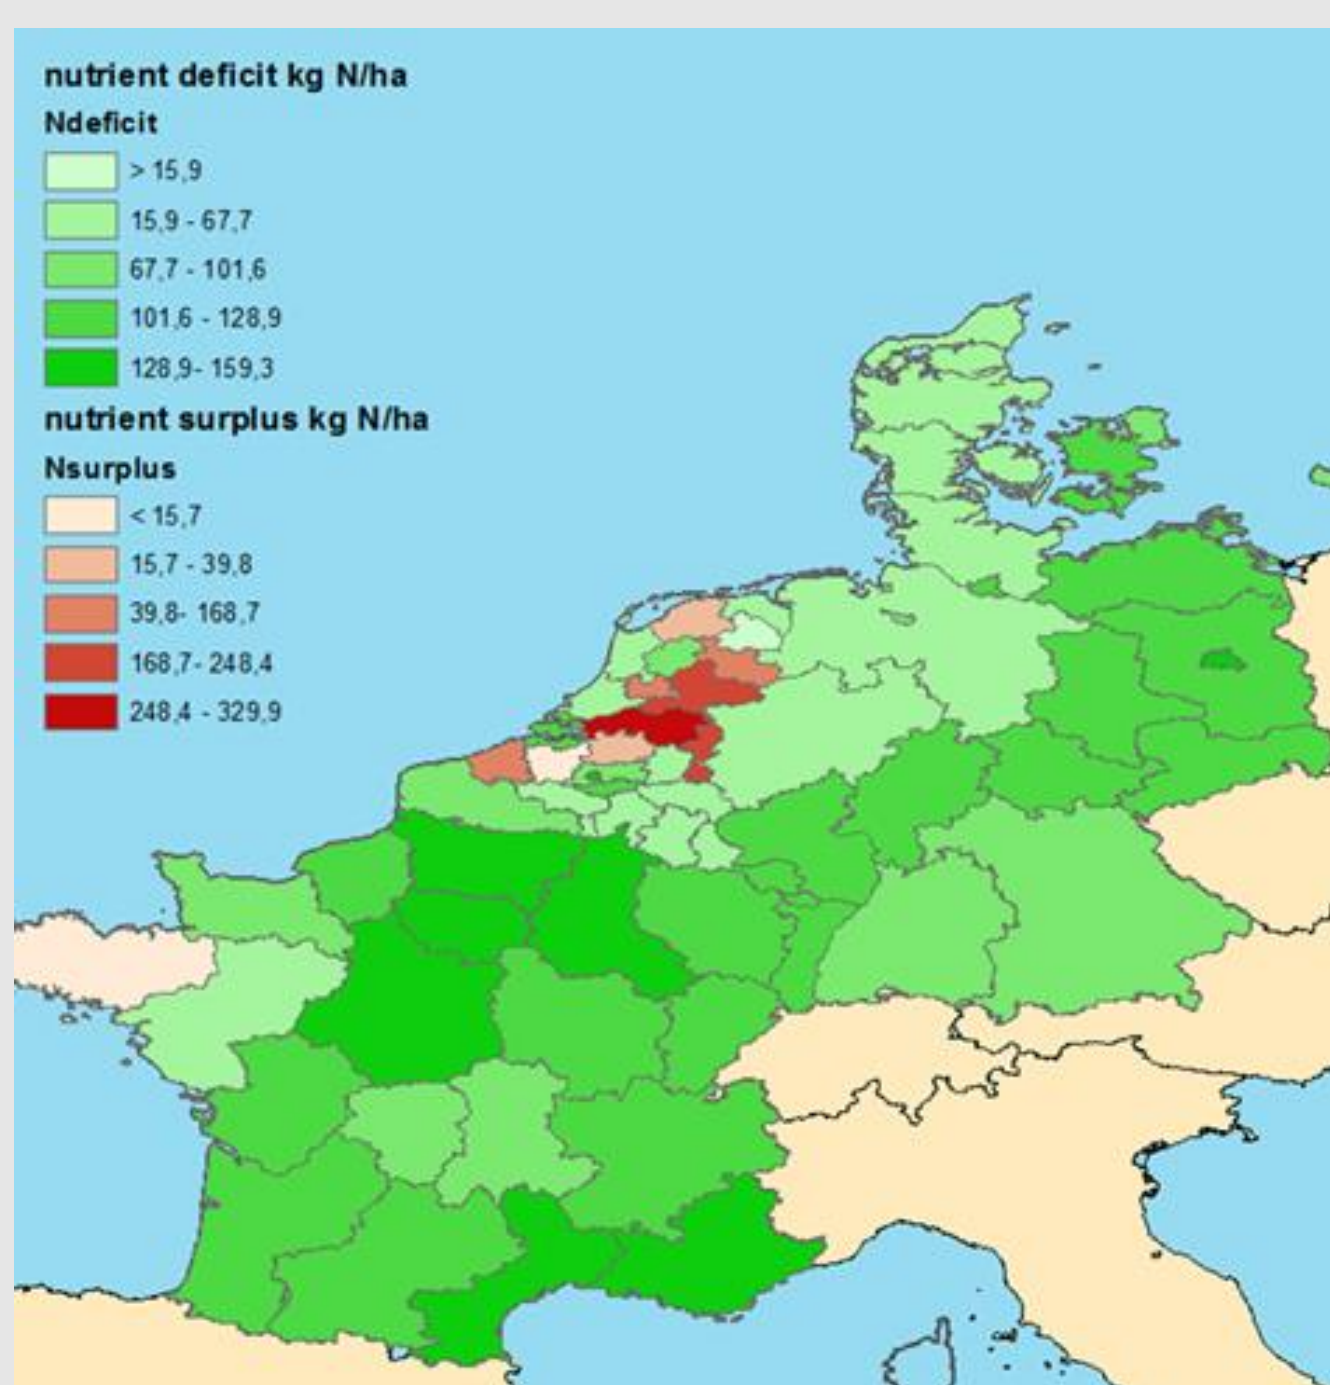 nutrient deficit kg N/ha
Ndeficit
> 15,9
15,9 - 67,7
67,7 - 101,6
101,6 - 128,9
128,9- 159,3
nutrient surplus kg N/ha
Nsurplus
< 15,7
15,7 - 39,8
39,8- 168,7
168,7- 248,4
248,4 - 329,9